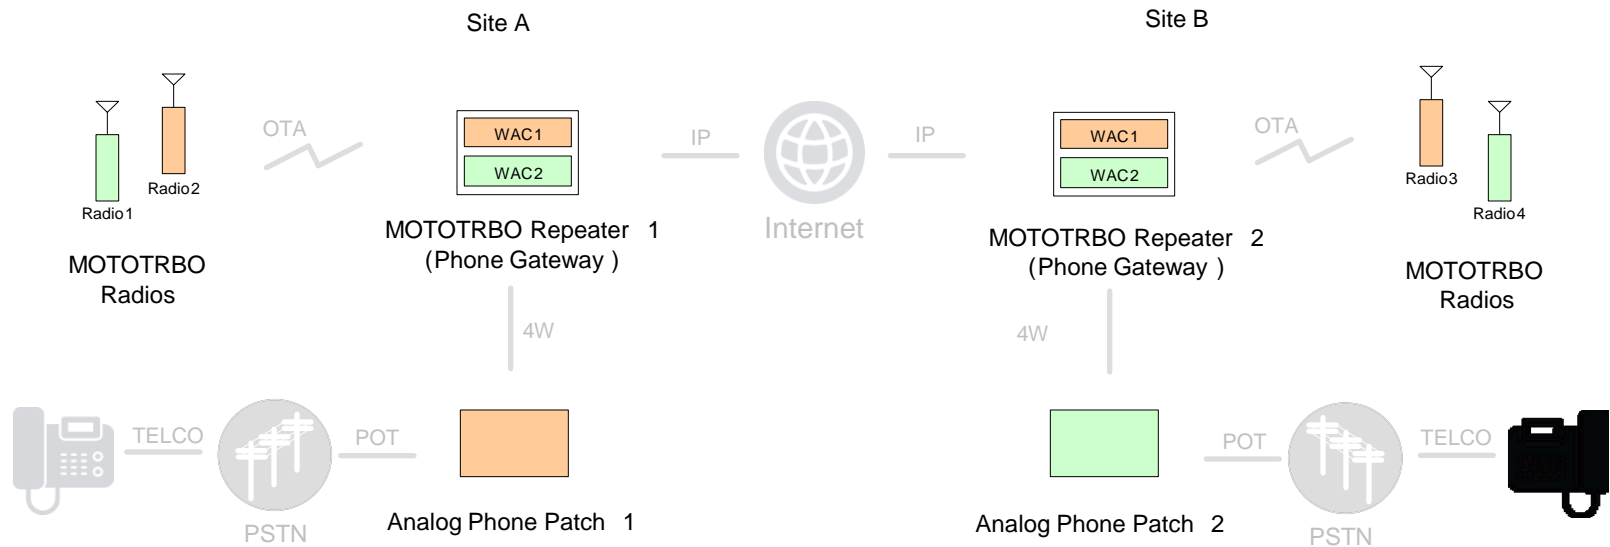 Site A
Site B
OTA
WAC1
WAC2
IP
IP
WAC1
WAC2
OTA
Radio1
Radio2
Radio3
Radio4
MOTOTRBO
Radios
MOTOTRBO Repeater 1
(Phone Gateway )
Internet
MOTOTRBO Repeater 2
(Phone Gateway )
MOTOTRBO
Radios
4W
4W
TELCO
POT
POT
TELCO
PSTN
Analog Phone Patch 1
Analog Phone Patch 2
PSTN